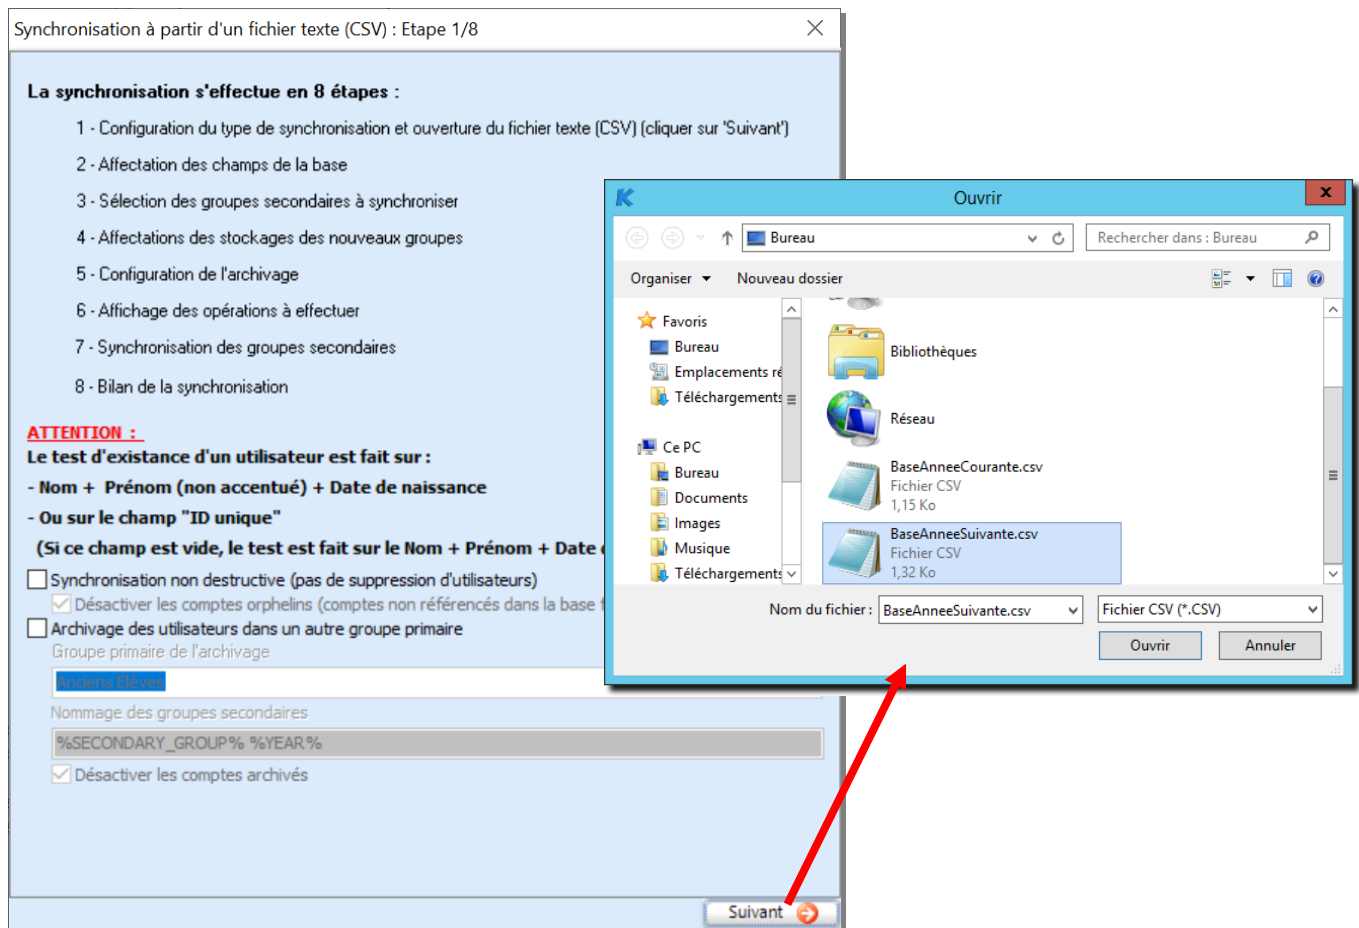 Synchronisation à partir d'un fichier texte (CSV) : Etape 1/8
La synchronisation s'effectue en 8 étapes :
1 - Configuration du type de synchronisation et ouverture du fichier texte (CSV) (cliquer sur 'Suivant')
2 - Affectation des champs de la base
3 - Sélection des groupes secondaires à synchroniser
4 - Affectations des stockages des nouveaux groupes
5 - Configuration de l'archivage
6 - Affichage des opérations à effectuer
7 - Synchronisation des groupes secondaires
8 - Bilan de la synchronisation
ATTENTION :
Le test d'existance d'un utilisateur est fait sur :
- Nom + Prénom (non accentué) + Date de naissance
- Ou sur le champ "ID unique"
(Si ce champ est vide, le test est fait sur le Nom + Prénom + Date
Synchronisation non destructive (pas de suppression d'utilisateurs)
Désactiver les comptes orphelins (comptes non référencés dans la base
Archivage des utilisateurs dans un autre groupe primaire
Groupe primaire de l'archivage
Anciens Elèves
Nommage des groupes secondaires
%SECONDARY_GROUP% %YEAR%
Désactiver les comptes archivés
Suivant
Ouvrir
Bureau
Rechercher dans : Bureau
Organiser
Nouveau dossier
Favoris
Bureau
Emplacements ré
Téléchargements
Ce PC
Bureau
Documents
Images
Musique
Téléchargements
Bibliothèques
Réseau
BaseAnneeCourante.csv
Fichier CSV
1,15 Ko
BaseAnneeSuivante.csv
Fichier CSV
1,32 Ko
Nom du fichier :
BaseAnneeSuivante.csv
Fichier CSV (*.CSV)
Ouvrir
Annuler